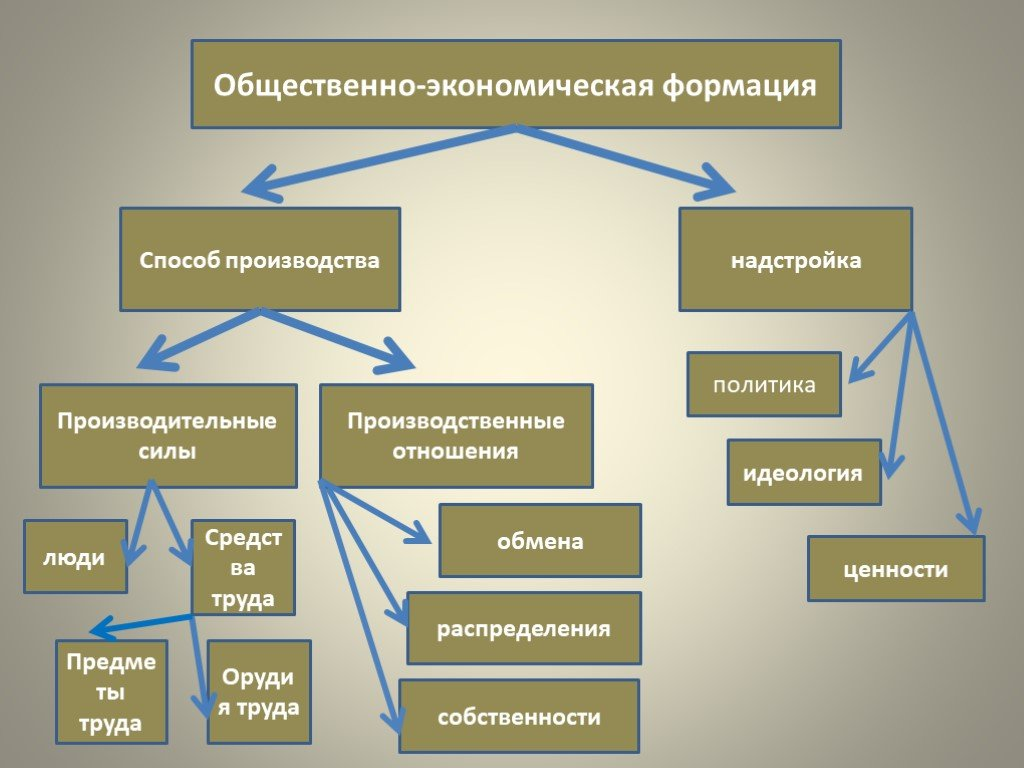 Общественно-экономическая формация
Способ производства
надстройка
Производительные
силы
Производственные
отношения
политика
идеология
ценности
люди
Средст
ва
труда
обмена
распределения
собственности
Предме
ты
труда
Оруди
я труда